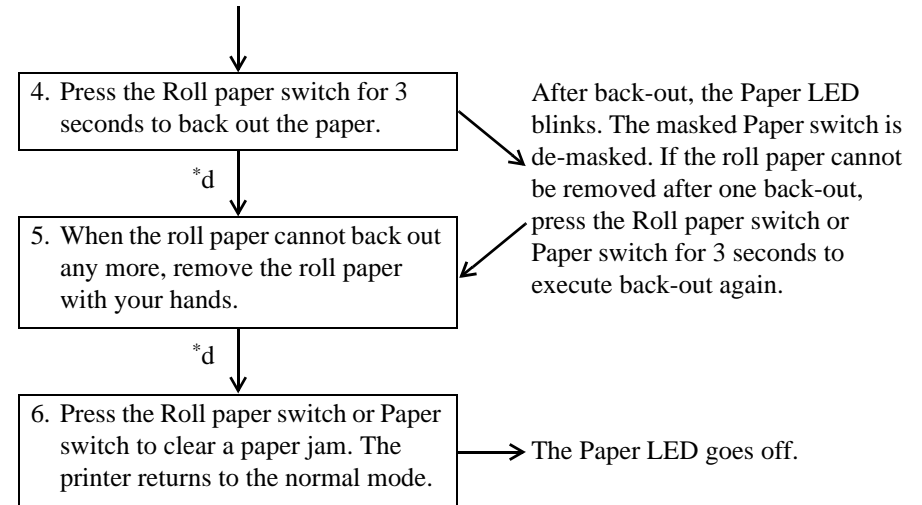 4. Press the Roll paper switch for 3
seconds to back out the paper.
After back-out, the Paper LED
blinks. The masked Paper switch is
de-masked. If the roll paper cannot
be removed after one back-out,
press the Roll paper switch or
Paper switch for 3 seconds to
execute back-out again.
*d
5. When the roll paper cannot back out
any more, remove the roll paper
with your hands.
*d
6. Press the Roll paper switch or Paper
switch to clear a paper jam. The
printer returns to the normal mode.
The Paper LED goes off.